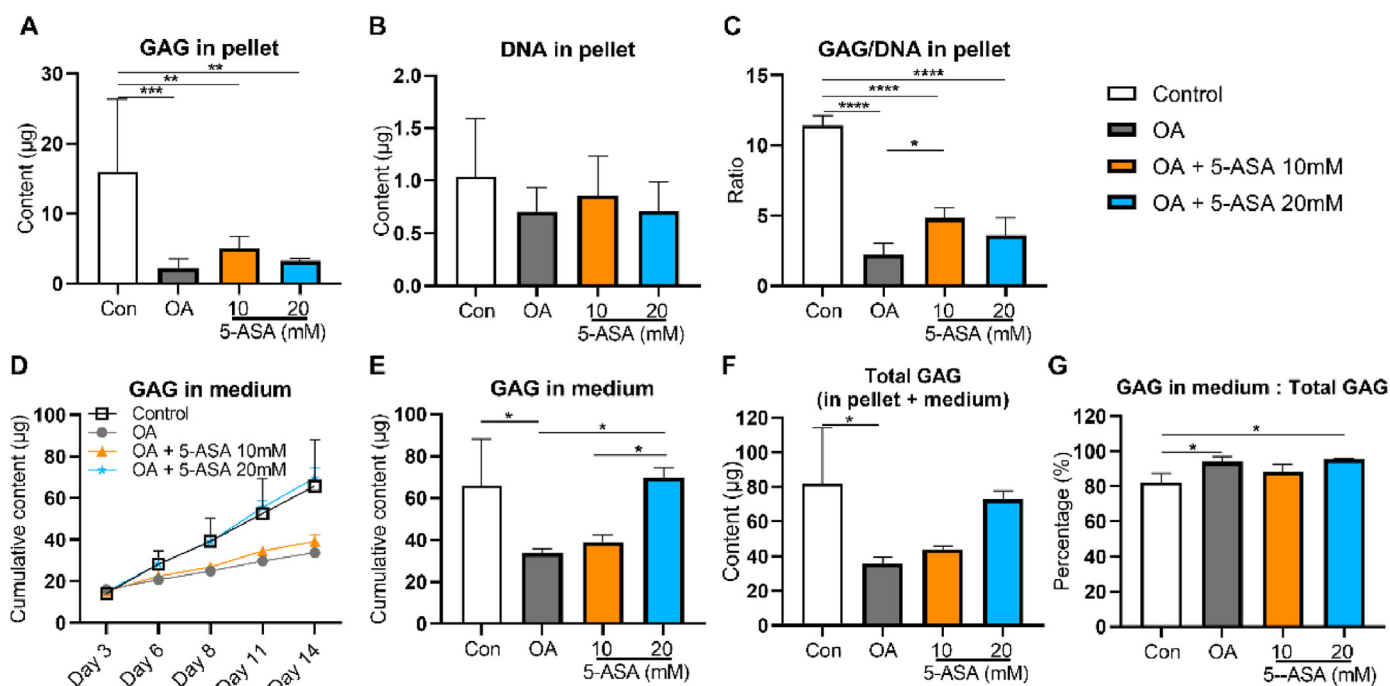 A
GAG in pellet
Content (µg)
30
20
10
0
**
**
***
Con
OA
10
20
5-ASA (mM)
B
DNA in pellet
Content (µg)
2.0
1.5
1.0
0.5
0.0
Con
OA
10
20
5-ASA (mM)
C
GAG/DNA in pellet
Ratio
15
10
5
0
****
****
****
*
Con
OA
10
20
5-ASA (mM)
Control
OA
OA + 5-ASA 10mM
OA + 5-ASA 20mM
D
GAG in medium
Cumulative content (µg)
100
80
60
40
20
0
Control
OA
OA + 5-ASA 10mM
OA + 5-ASA 20mM
Day 3
Day 6
Day 8
Day 11
Day 14
E
GAG in medium
Cumulative content (µg)
100
80
60
40
20
0
*
*
*
Con
OA
10
20
5-ASA (mM)
F
Total GAG
(in pellet + medium)
Content (µg)
120
100
80
60
40
20
0
*
Con
OA
10
20
5-ASA (mM)
G
GAG in medium : Total GAG
Percentage (%)
100
80
60
40
20
0
*
*
Con
OA
10
20
5--ASA (mM)